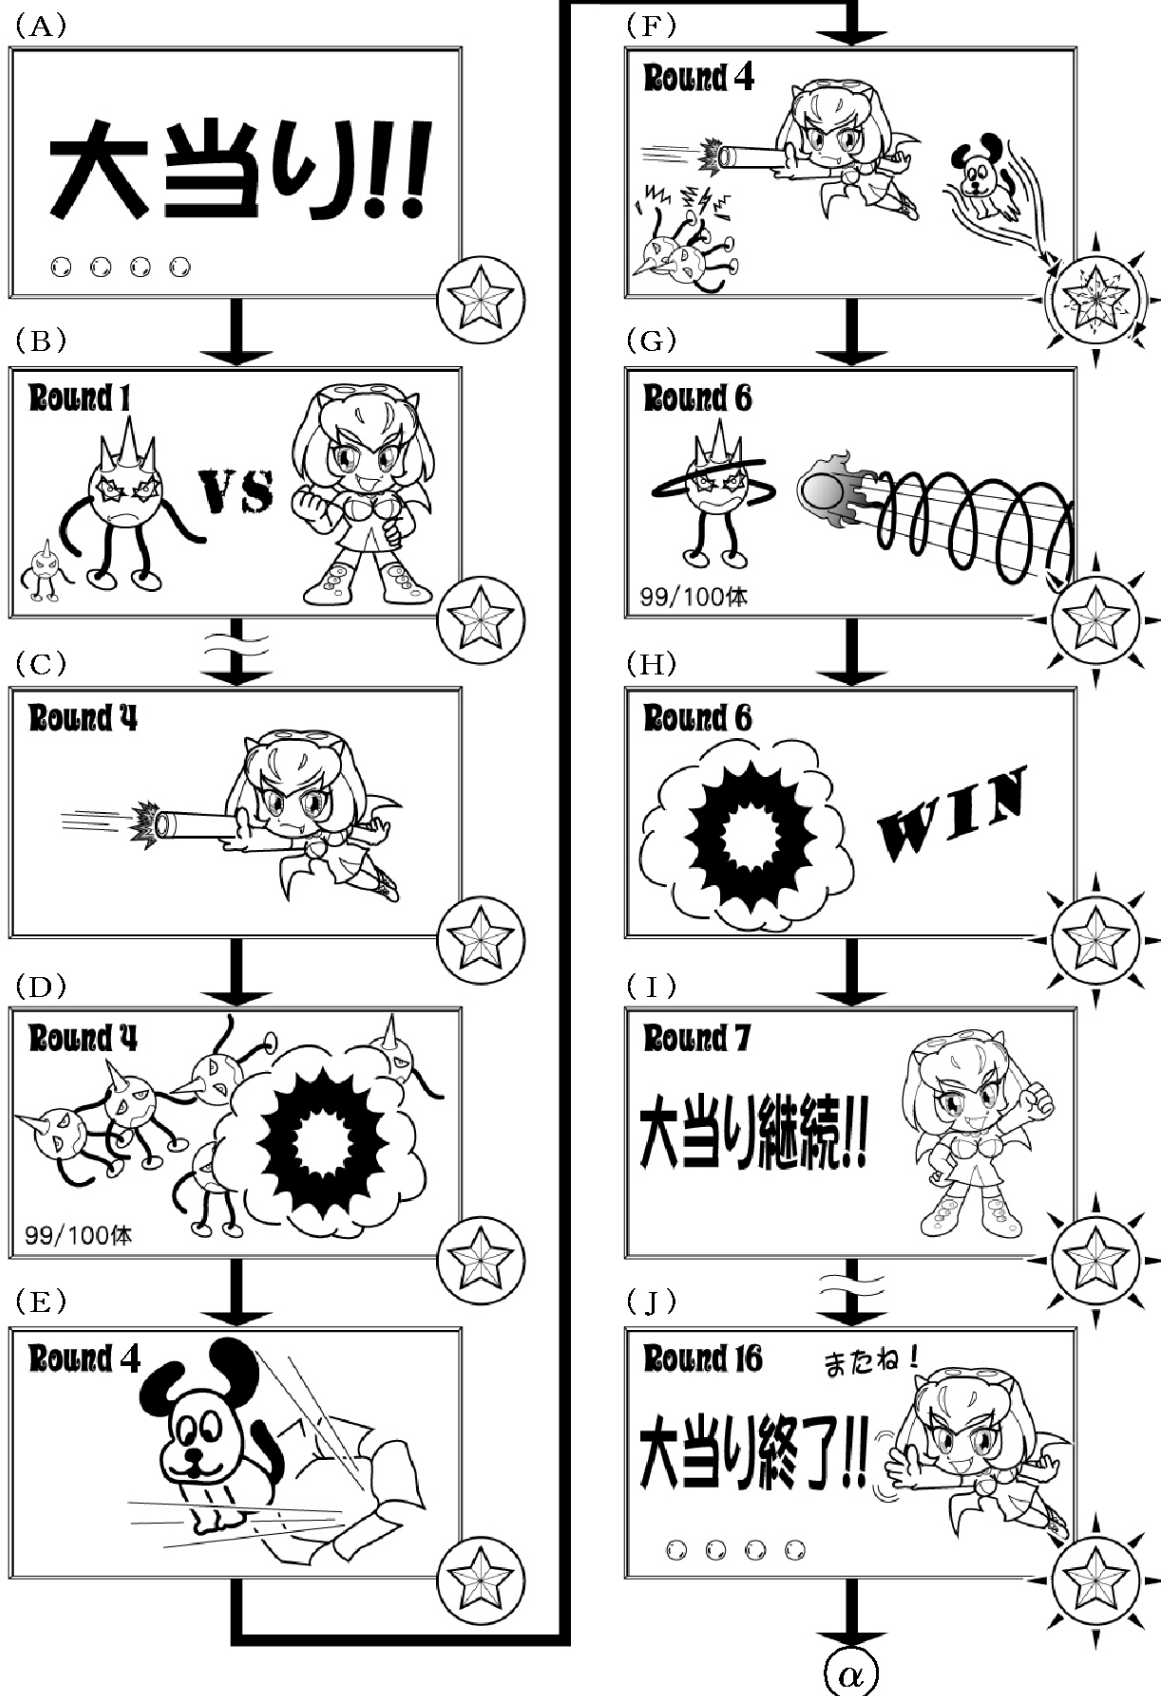 (A)
大当り!!
(B)
Round 1
VS
(C)
Round 4
(D)
Round 4
99/100体
(E)
Round 4
(F)
Round 4
(G)
Round 6
99/100体
(H)
Round 6
WIN
(I)
Round 7
大当り継続!!
(J)
Round 16
またね!
大当り終了!!
α